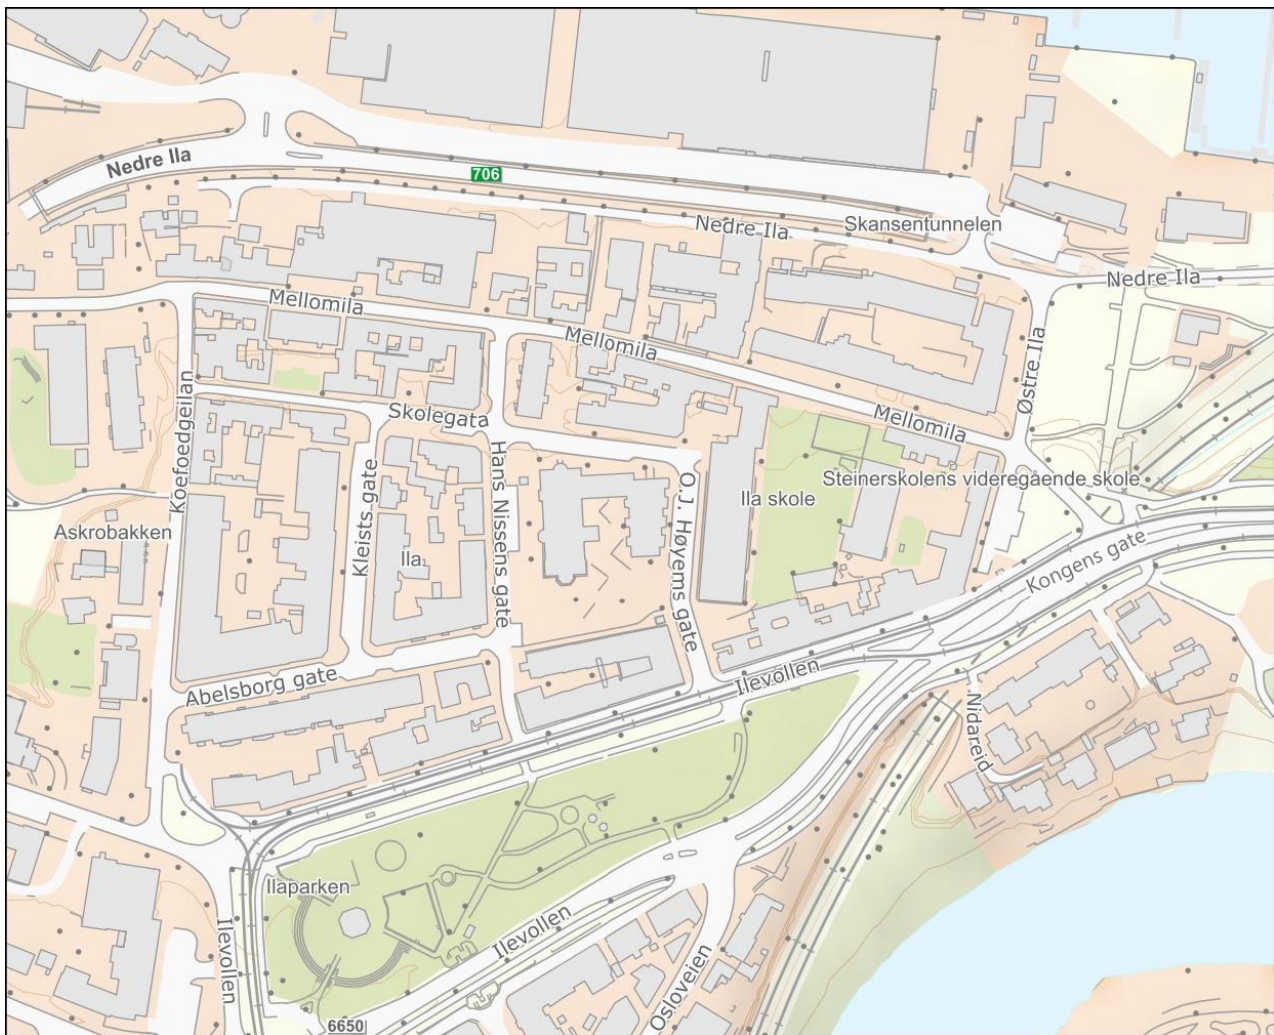 Nedre Ila
706
Nedre Ila
Skansentunnelen
Nedre Ila
Mellomila
Mellomila
Østre Ila
Koefoedgeilan
Skolegata
Mellomila
Hans Nissens gate
Kleists gate
O.J. Høyems gate
Ila skole
Steinerskolens videregående skole
Askrobakken
Ila
Kongens gate
Abelsborg gate
Ilevollen
Nidareid
Ilaparken
Ilevollen
Ilevollen
Osloveien
6650